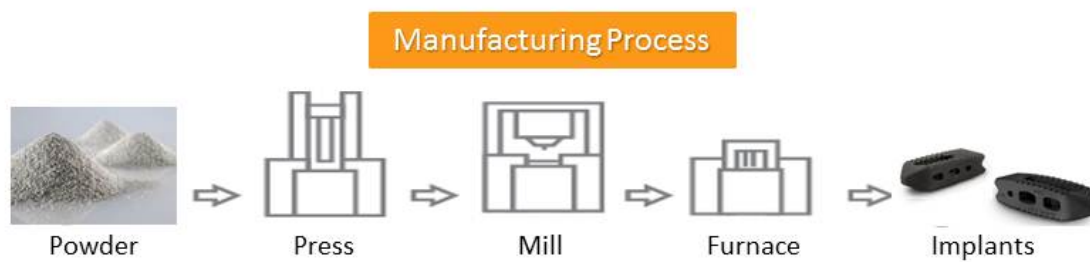 Manufacturing Process
Powder
Press
Mill
Furnace
Implants